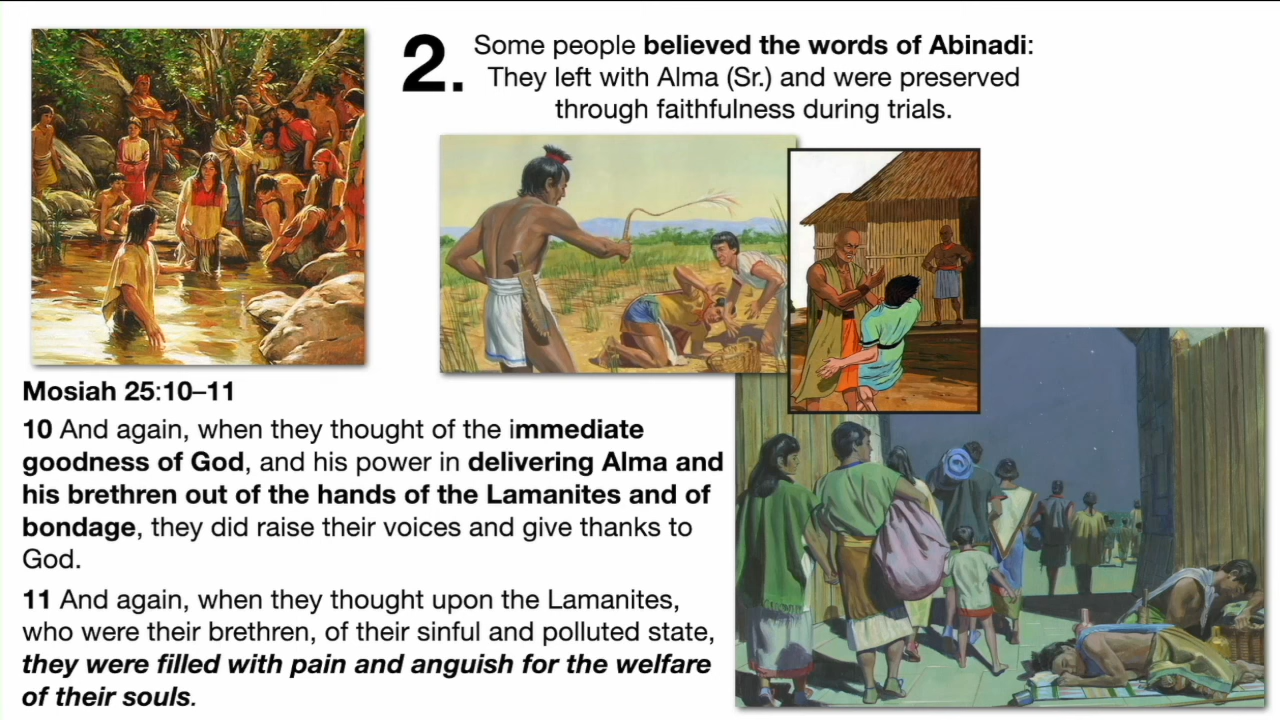 2. Some people believed the words of Abinadi:
They left with Alma (Sr.) and were preserved
through faithfulness during trials.
Mosiah 25:10–11
10 And again, when they thought of the immediate
goodness of God, and his power in delivering Alma and
his brethren out of the hands of the Lamanites and of
bondage, they did raise their voices and give thanks to
God.
11 And again, when they thought upon the Lamanites,
who were their brethren, of their sinful and polluted state,
they were filled with pain and anguish for the welfare
of their souls.